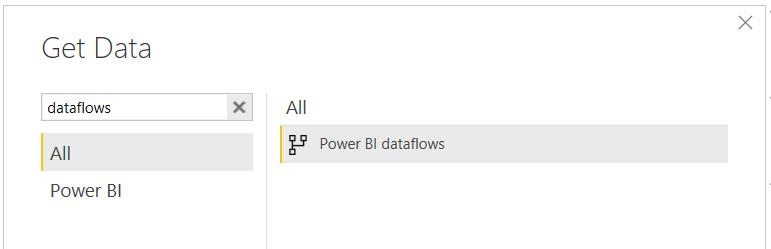 Get Data
dataflows
All
Power BI
All
Power BI dataflows